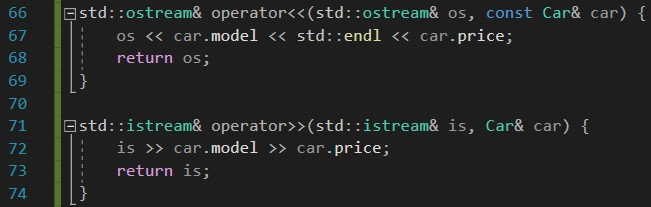 66 std::ostream& operator<<(std::ostream& os, const Car& car) {
67     os << car.model << std::endl << car.price;
68     return os;
69 }
70
71 std::istream& operator>>(std::istream& is, Car& car) {
72     is >> car.model >> car.price;
73     return is;
74 }